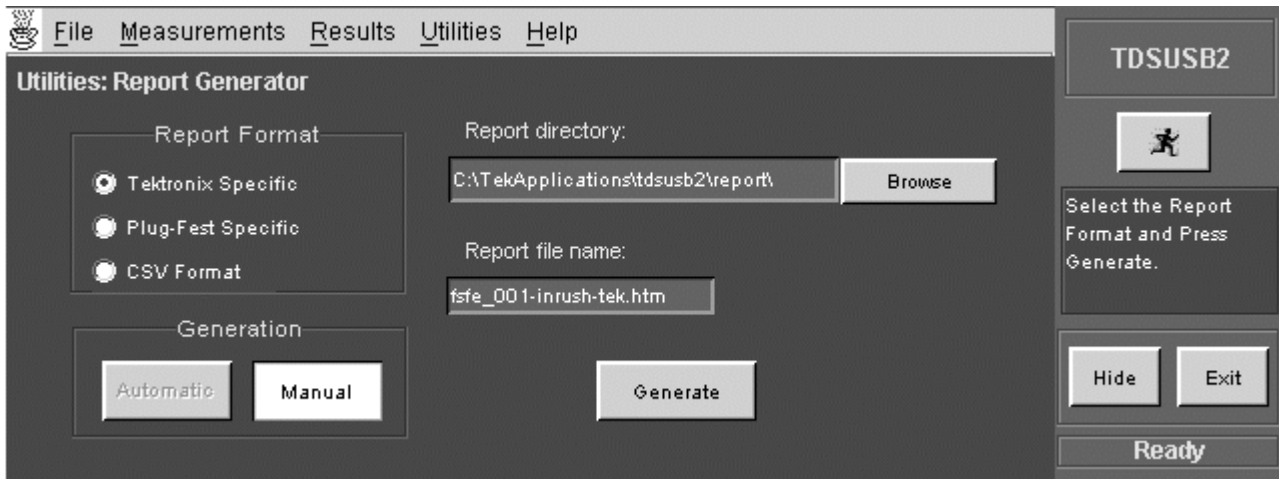 File Measurements Results Utilities Help
Utilities: Report Generator
Report Format
Tektronix Specific
Plug-Fest Specific
CSV Format
Generation
Automatic
Manual
Report directory:
C:\TekApplications\tdsusb2\report\
Browse
Report file name:
fsfe_001-inrush-tek.htm
Generate
TDSUSB2
Select the Report
Format and Press
Generate.
Hide
Exit
Ready